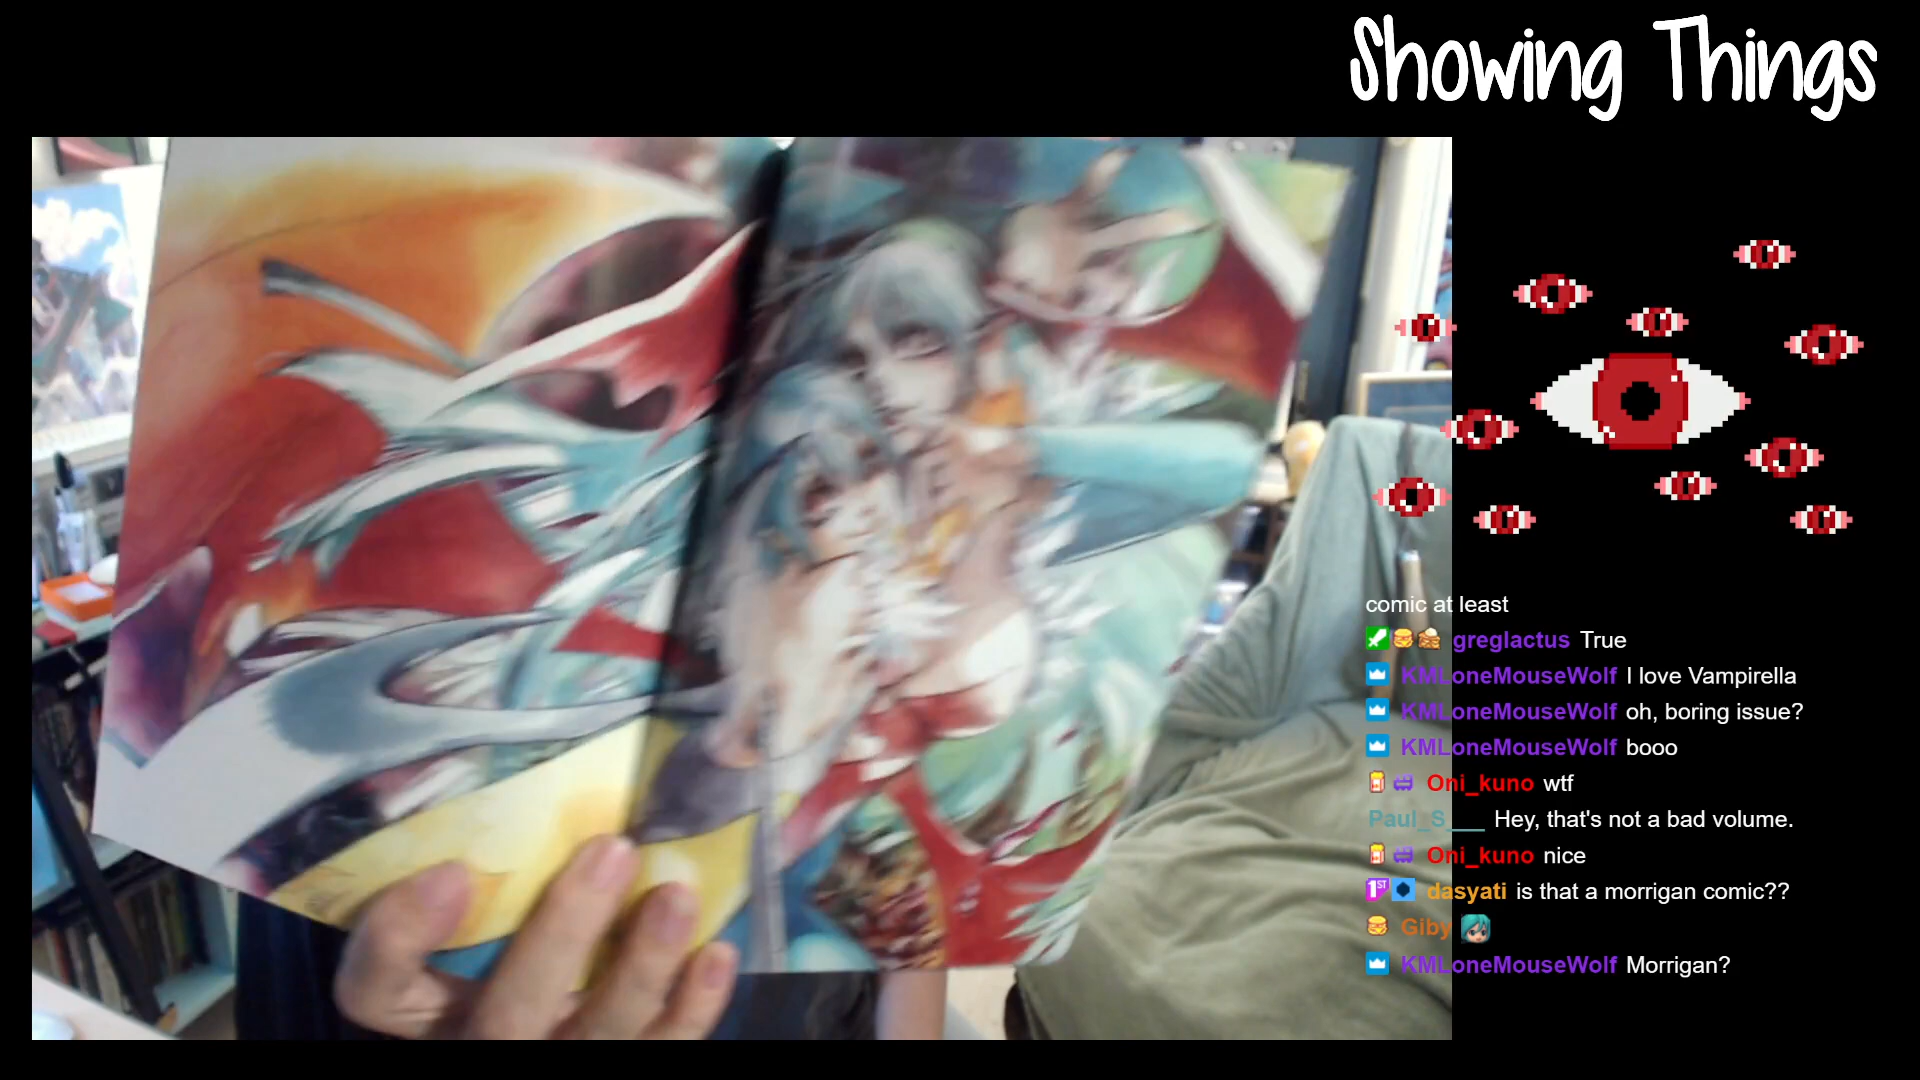 Showing Things
comic at least
greglactus True
KMLoneMouseWolf I love Vampirella
KMLoneMouseWolf oh, boring issue?
KMLoneMouseWolf booo
Oni_kuno wtf
Paul_S___ Hey, that's not a bad volume.
Oni_kuno nice
1ST dasyati is that a morrigan comic??
Giby
KMLoneMouseWolf Morrigan?